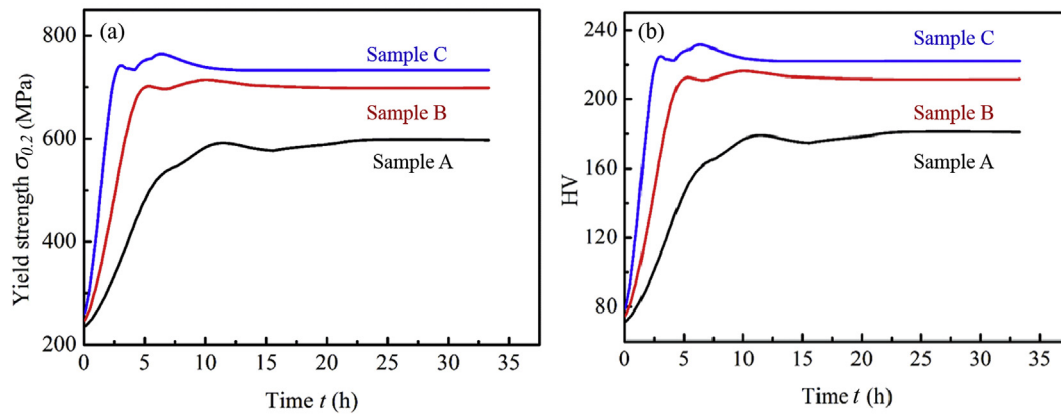 (a)
Yield strength σ0.2 (MPa)
800
600
400
200
Sample C
Sample B
Sample A
0 5 10 15 20 25 30 35
Time t (h)
(b)
HV
240
200
160
120
80
Sample C
Sample B
Sample A
0 5 10 15 20 25 30 35
Time t (h)